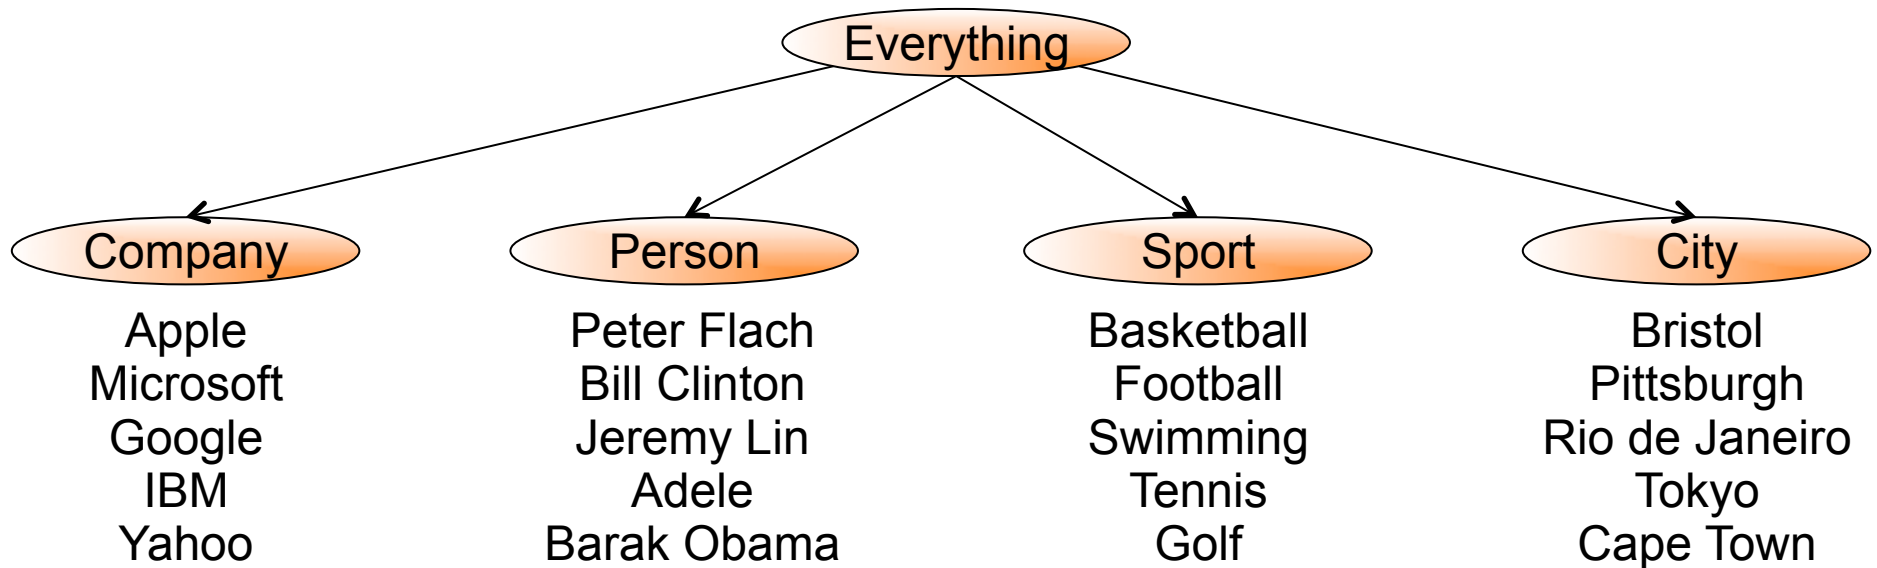 Everything
Company
Person
Sport
City
Apple
Microsoft
Google
IBM
Yahoo
Peter Flach
Bill Clinton
Jeremy Lin
Adele
Barak Obama
Basketball
Football
Swimming
Tennis
Golf
Bristol
Pittsburgh
Rio de Janeiro
Tokyo
Cape Town